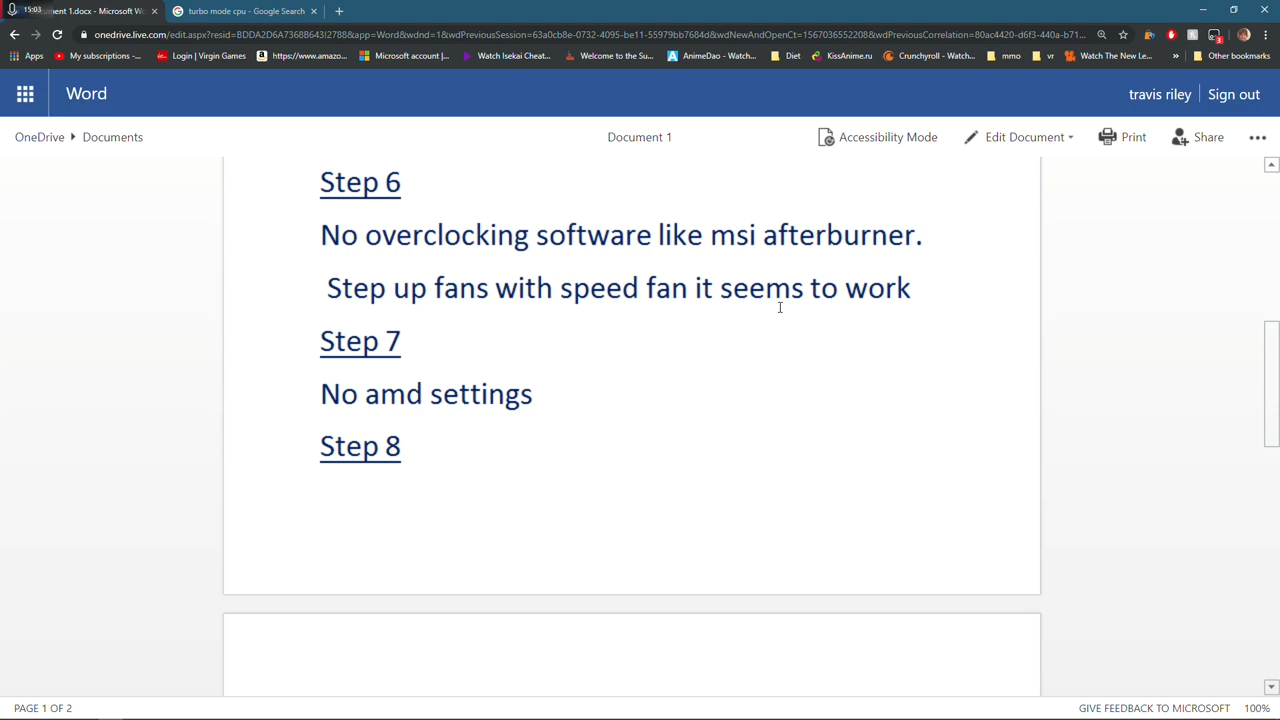 15:03
ment 1.docx - Microsoft Wo
turbo mode cpu - Google Search
onedrive.live.com/edit.aspx?resid=BDDA2D6A7368B643!2788&app=Word&wdnd=1&wdPreviousSession=63a0cb8e-0732-4095-be11-55979bb7684d&wdNewAndOpenCt=1567036552208&wdPreviousCorrelation=80ac4420-d6f3-440a-b71...
Apps My subscriptions -... Login | Virgin Games https://www.amazo... Microsoft account |... Watch Isekai Cheat... Welcome to the Su... AnimeDao - Watch... Diet KissAnime.ru Crunchyroll - Watch... mmo vr Watch The New Le... » Other bookmarks
Word travis riley Sign out
OneDrive Documents Document 1 Accessibility Mode Edit Document Print Share
Step 6
No overclocking software like msi afterburner.
Step up fans with speed fan it seems to work
Step 7
No amd settings
Step 8
PAGE 1 OF 2 GIVE FEEDBACK TO MICROSOFT 100%